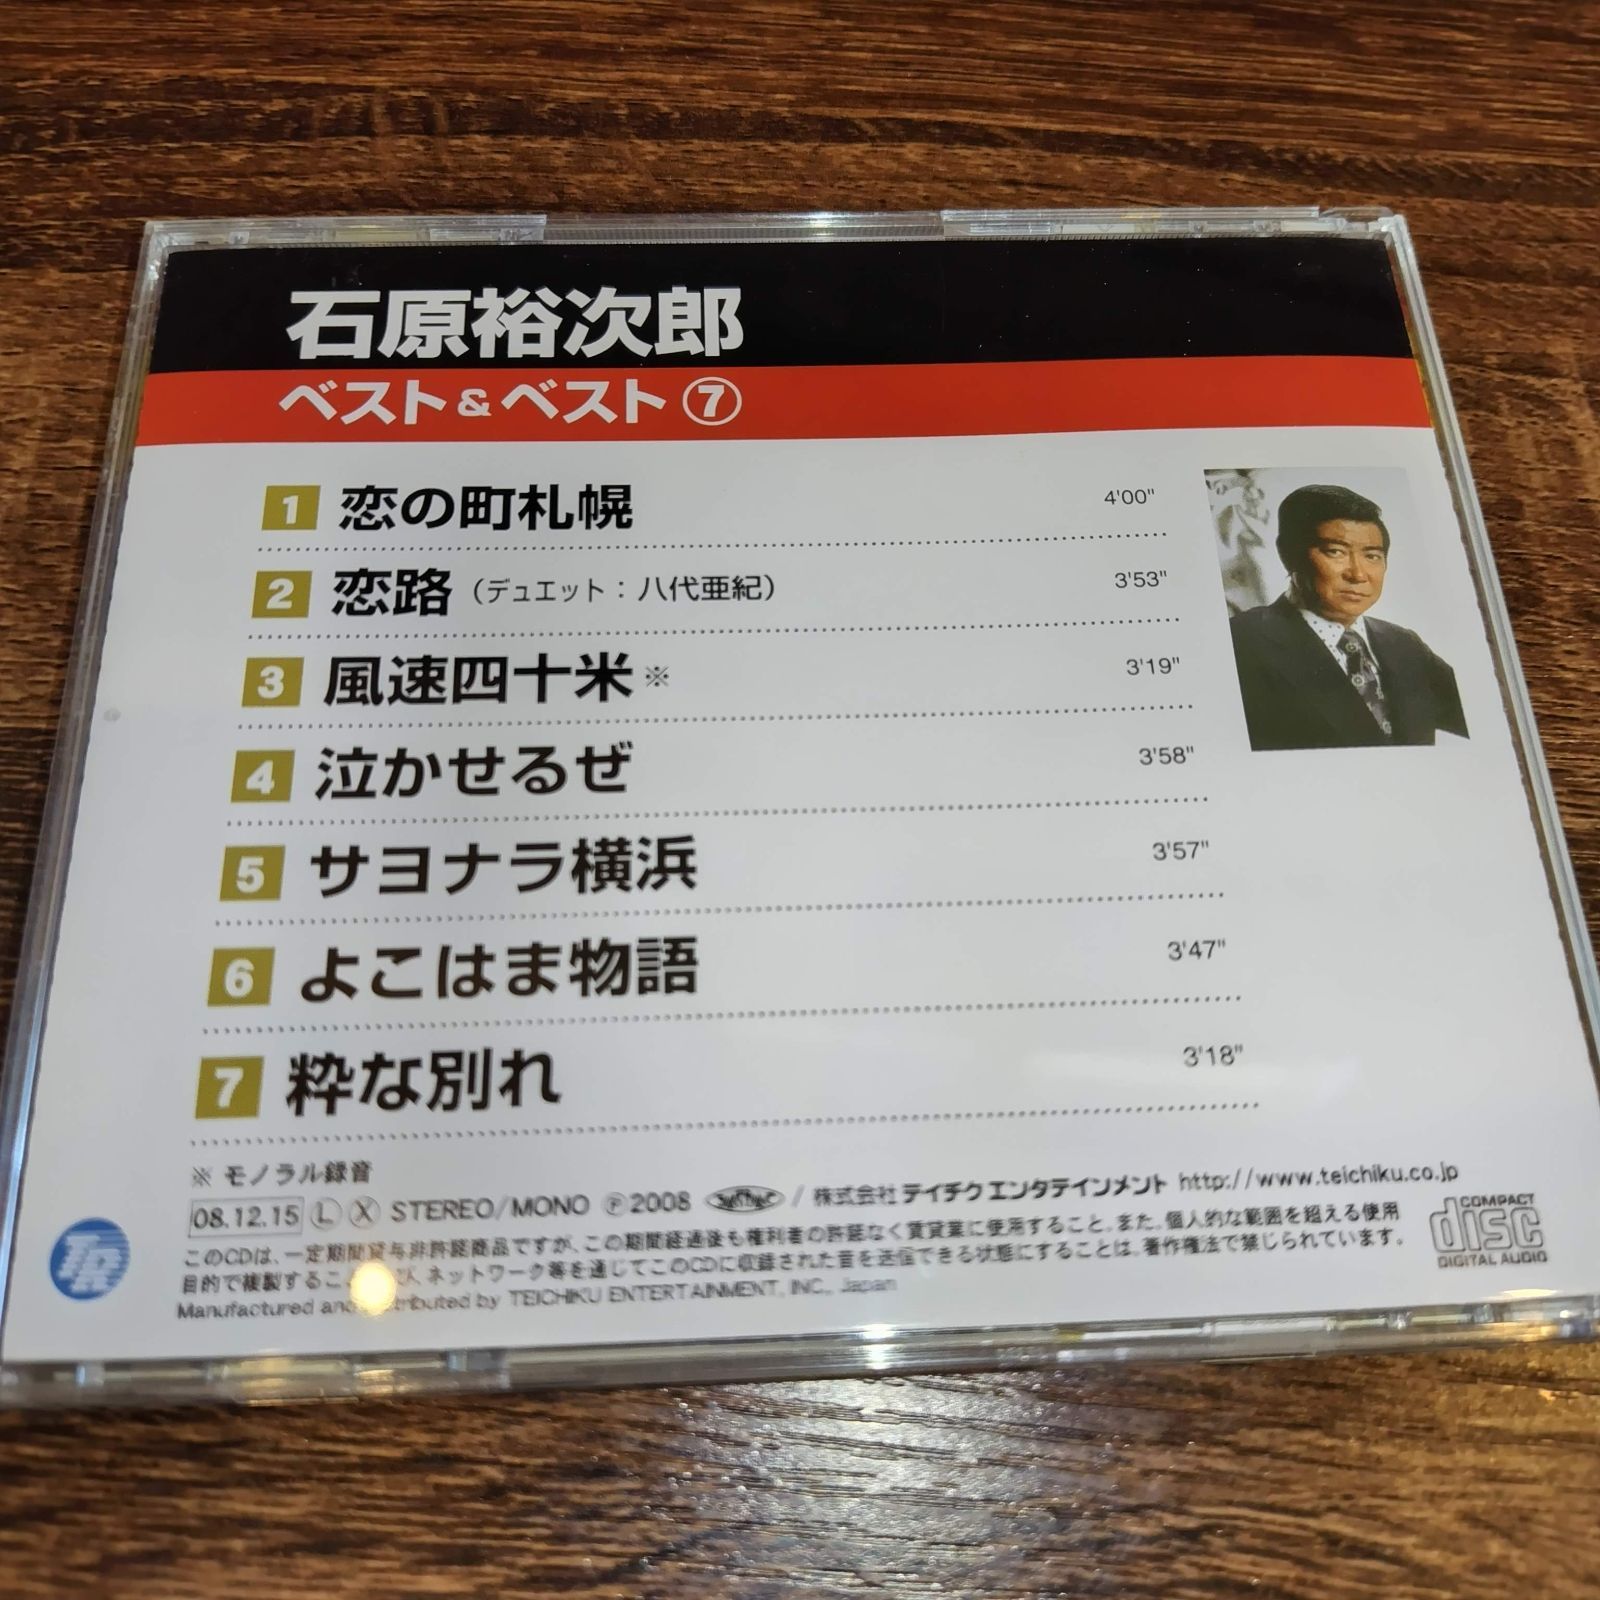 石原裕次郎
ベスト&ベスト⑦
1 恋の町札幌 4'00"
2 恋路（デュエット：八代亜紀） 3'53"
3 風速四十米※ 3'19"
4 泣かせるぜ 3'58"
5 サヨナラ横浜 3'57"
6 よこはま物語 3'47"
7 粋な別れ 3'18"
※ モノラル録音
08.12.15 Ⓛ Ⓧ STEREO/MONO ℗2008 / 株式会社テイチクエンタテインメント http://www.teichiku.co.jp
このCDは、一定期間貸与非許諾商品ですが、この期間経過後も権利者の許諾なく賃貸業に使用すること。また、個人的な範囲を超える使用
目的で複製するこ び、ネットワーク等を通じてこのCDに収録された音を送信できる状態にすることは、著作権法で禁じられています。
Manufactured and distributed by TEICHIKU ENTERTAINMENT, INC., Japan
TR
COMPACT
disc
DIGITAL AUDIO